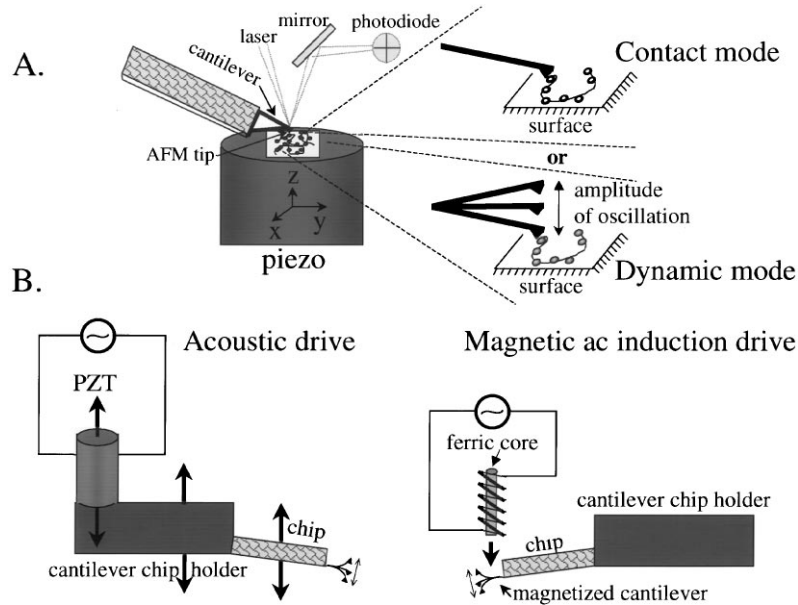 A.
laser
mirror
photodiode
cantilever
AFM tip
z
x
y
piezo
Contact mode
surface
or
amplitude
of oscillation
surface
Dynamic mode
B.
Acoustic drive
PZT
chip
cantilever chip holder
Magnetic ac induction drive
ferric core
cantilever chip holder
chip
magnetized cantilever